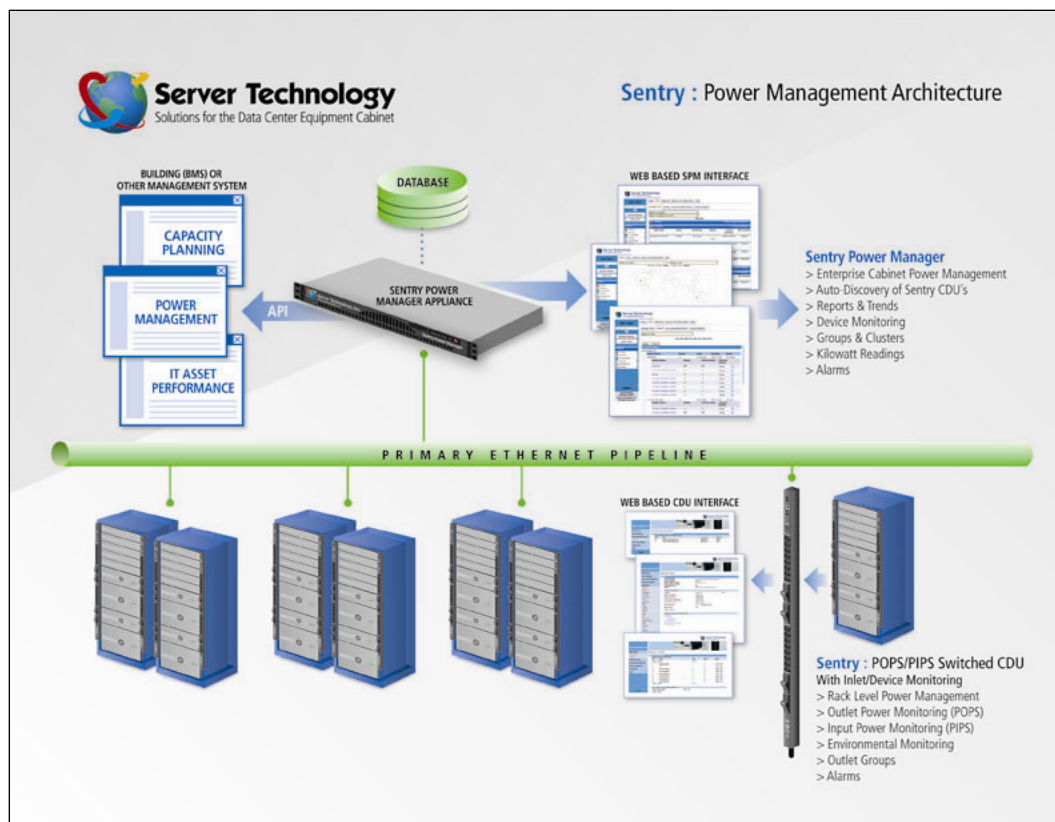 Server Technology
Solutions for the Data Center Equipment Cabinet
Sentry : Power Management Architecture
BUILDING (BMS) OR
OTHER MANAGEMENT SYSTEM
CAPACITY
PLANNING
POWER
MANAGEMENT
IT ASSET
PERFORMANCE
API
DATABASE
SENTRY POWER
MANAGER APPLIANCE
WEB BASED SPM INTERFACE
Sentry Power Manager
> Enterprise Cabinet Power Management
> Auto-Discovery of Sentry CDU's
> Reports & Trends
> Device Monitoring
> Groups & Clusters
> Kilowatt Readings
> Alarms
PRIMARY ETHERNET PIPELINE
WEB BASED CDU INTERFACE
Sentry : POPS/PIPS Switched CDU
With Inlet/Device Monitoring
> Rack Level Power Management
> Outlet Power Monitoring (POPS)
> Input Power Monitoring (PIPS)
> Environmental Monitoring
> Outlet Groups
> Alarms